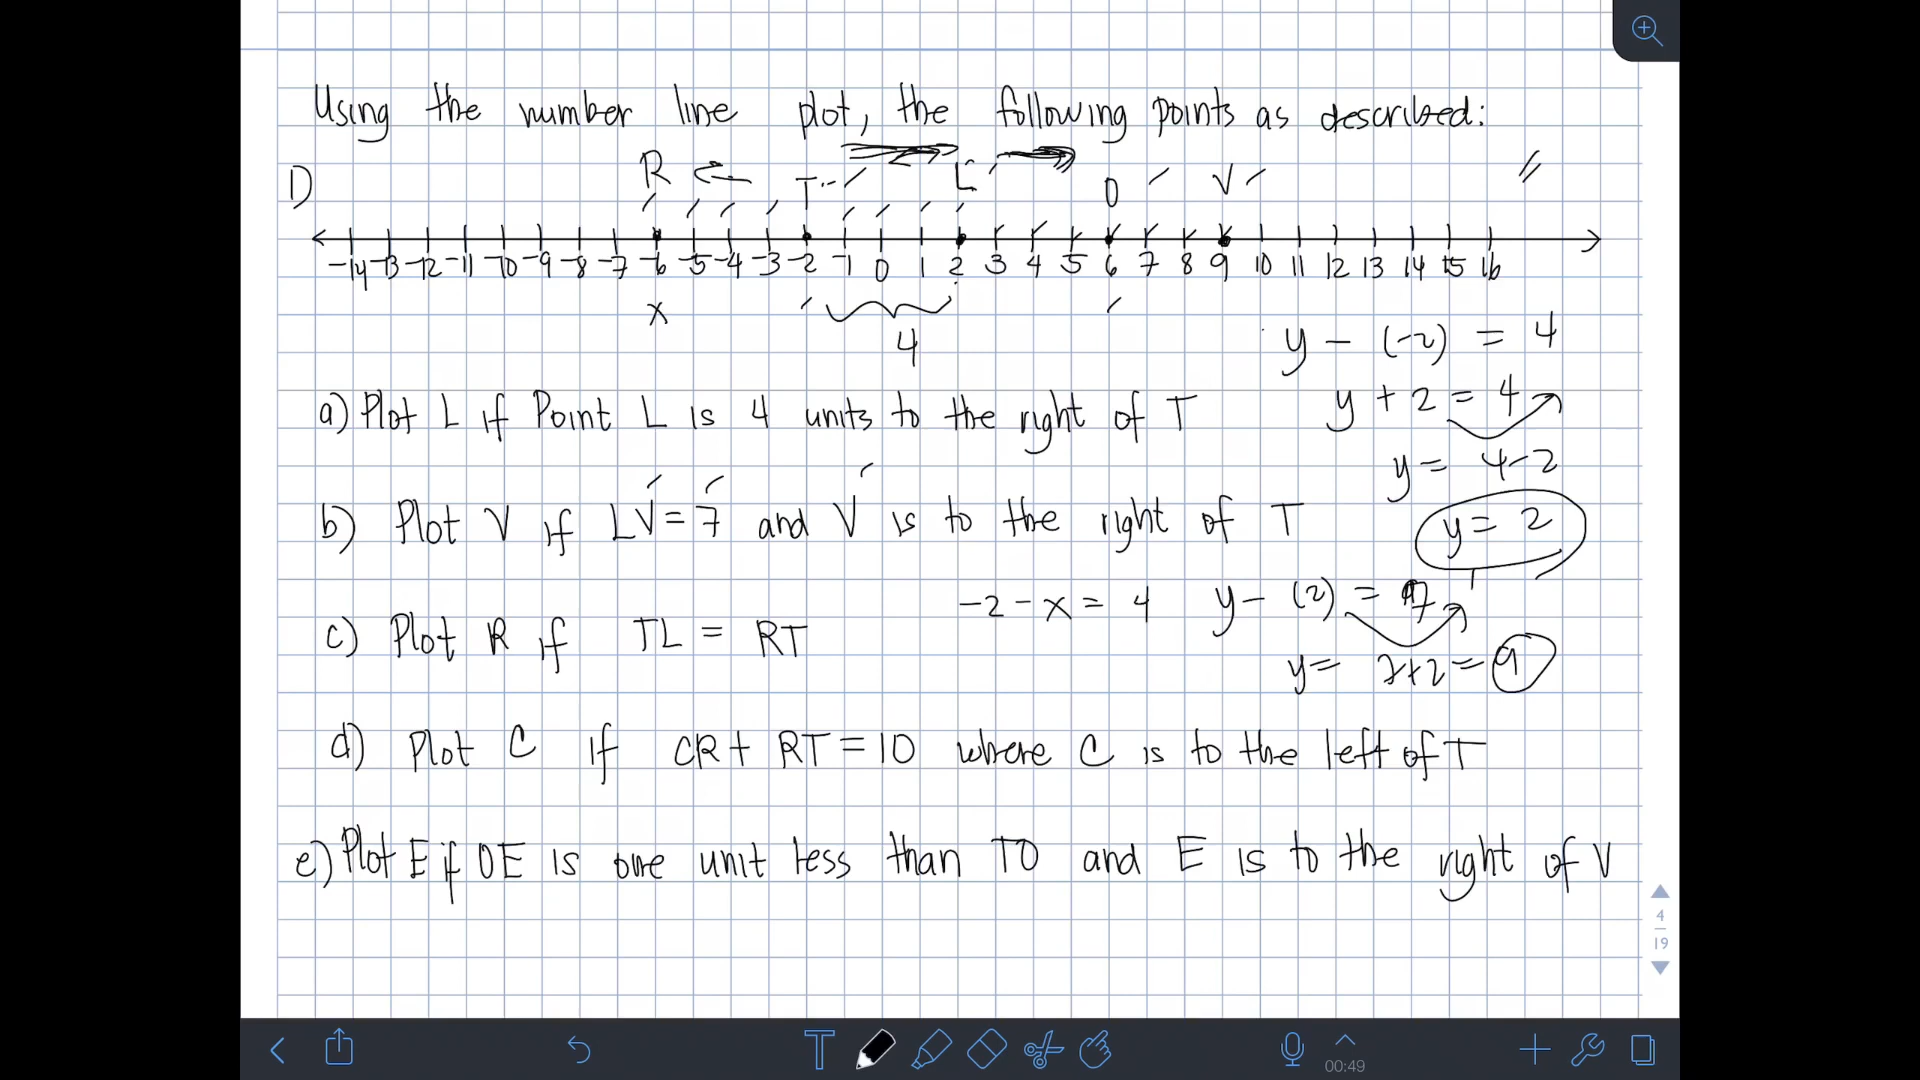 Using the number line plot, the following points as described:
R T L O V
D
-14 -13 -12 -11 -10 -9 -8 -7 -6 -5 -4 -3 -2 -1 0 1 2 3 4 5 6 7 8 9 10 11 12 13 14 15 16
x
4
y - (-2) = 4
a) Plot L if Point L is 4 units to the right of T
y + 2 = 4
y = 4-2
b) Plot V if LV = 7 and V is to the right of T
y = 2
-2 - x = 4
y - (2) = 7
c) Plot R if TL = RT
y = 7+2 = 9
d) Plot C if CR + RT = 10 where C is to the left of T
e) Plot E if OE is one unit less than TO and E is to the right of V
4
19
T
00:49